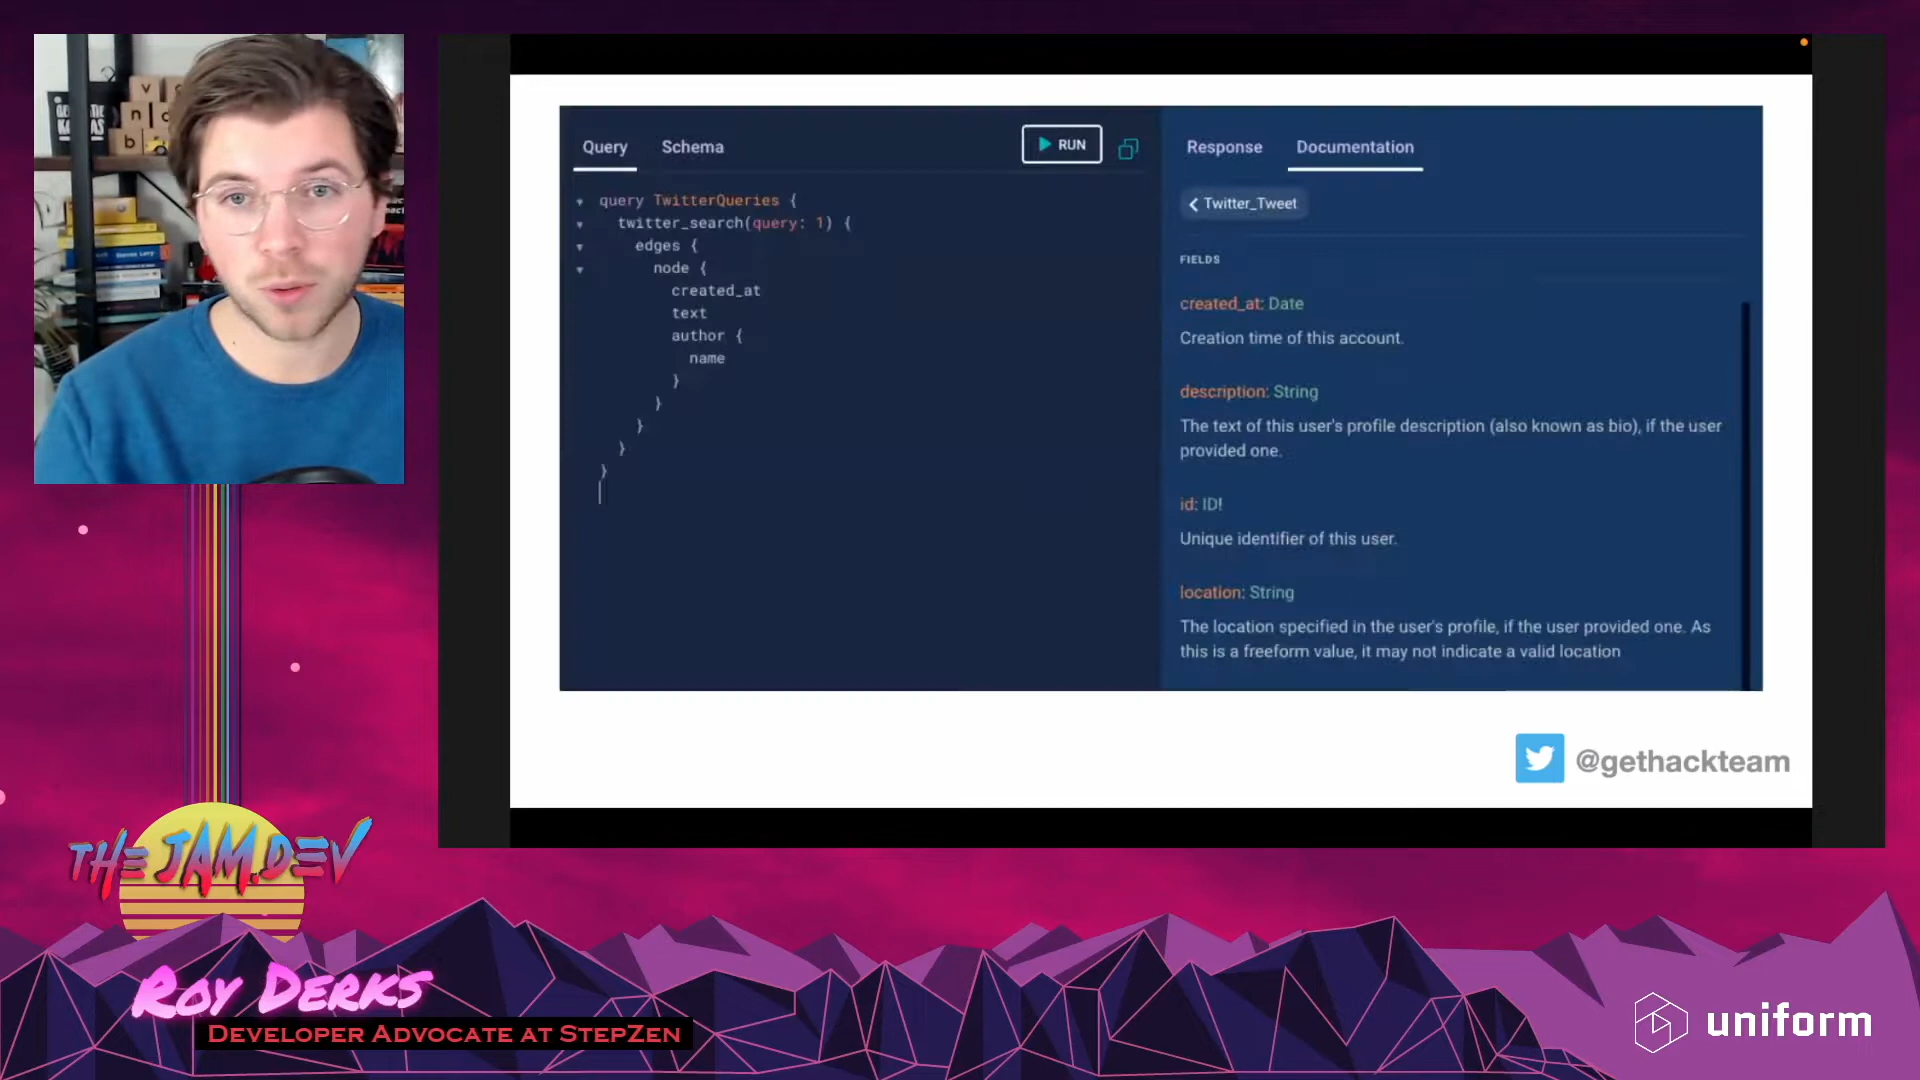 Query
Schema
RUN
query TwitterQueries {
twitter_search(query: 1) {
edges {
node {
created_at
text
author {
name
}
}
}
}
}
Response
Documentation
Twitter_Tweet
FIELDS
created_at: Date
Creation time of this account.
description: String
The text of this user's profile description (also known as bio), if the user
provided one.
id: ID!
Unique identifier of this user.
location: String
The location specified in the user's profile, if the user provided one. As
this is a freeform value, it may not indicate a valid location
@gethackteam
THE JAM.DEV
ROY DERKS
DEVELOPER ADVOCATE AT STEPZEN
uniform